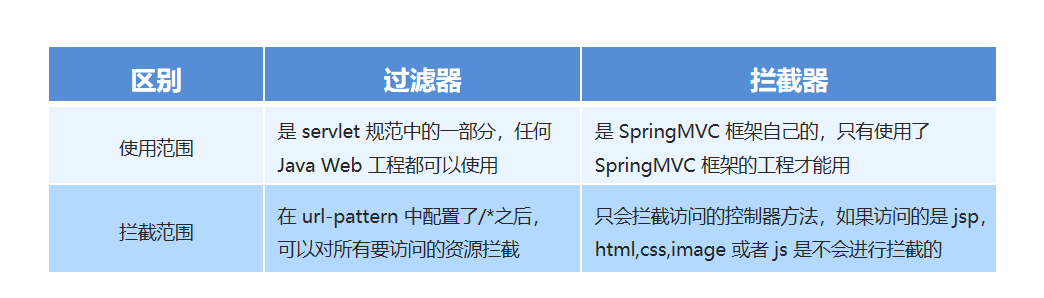 区别
过滤器
拦截器
使用范围
是 servlet 规范中的一部分，任何
Java Web 工程都可以使用
是 SpringMVC 框架自己的，只有使用了
SpringMVC 框架的工程才能用
拦截范围
在 url-pattern 中配置了/*之后，
可以对所有要访问的资源拦截
只会拦截访问的控制器方法，如果访问的是 jsp，
html,css,image 或者 js 是不会进行拦截的